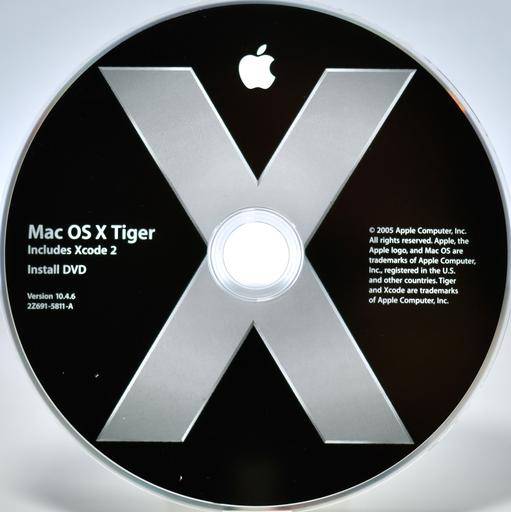 Mac OS X Tiger
Includes Xcode 2
Install DVD
Version 10.4.6
2Z691-5811-A
© 2005 Apple Computer, Inc.
All rights reserved. Apple, the
Apple logo, and Mac OS are
trademarks of Apple Computer,
Inc., registered in the U.S.
and other countries. Tiger
and Xcode are trademarks
of Apple Computer, Inc.
X